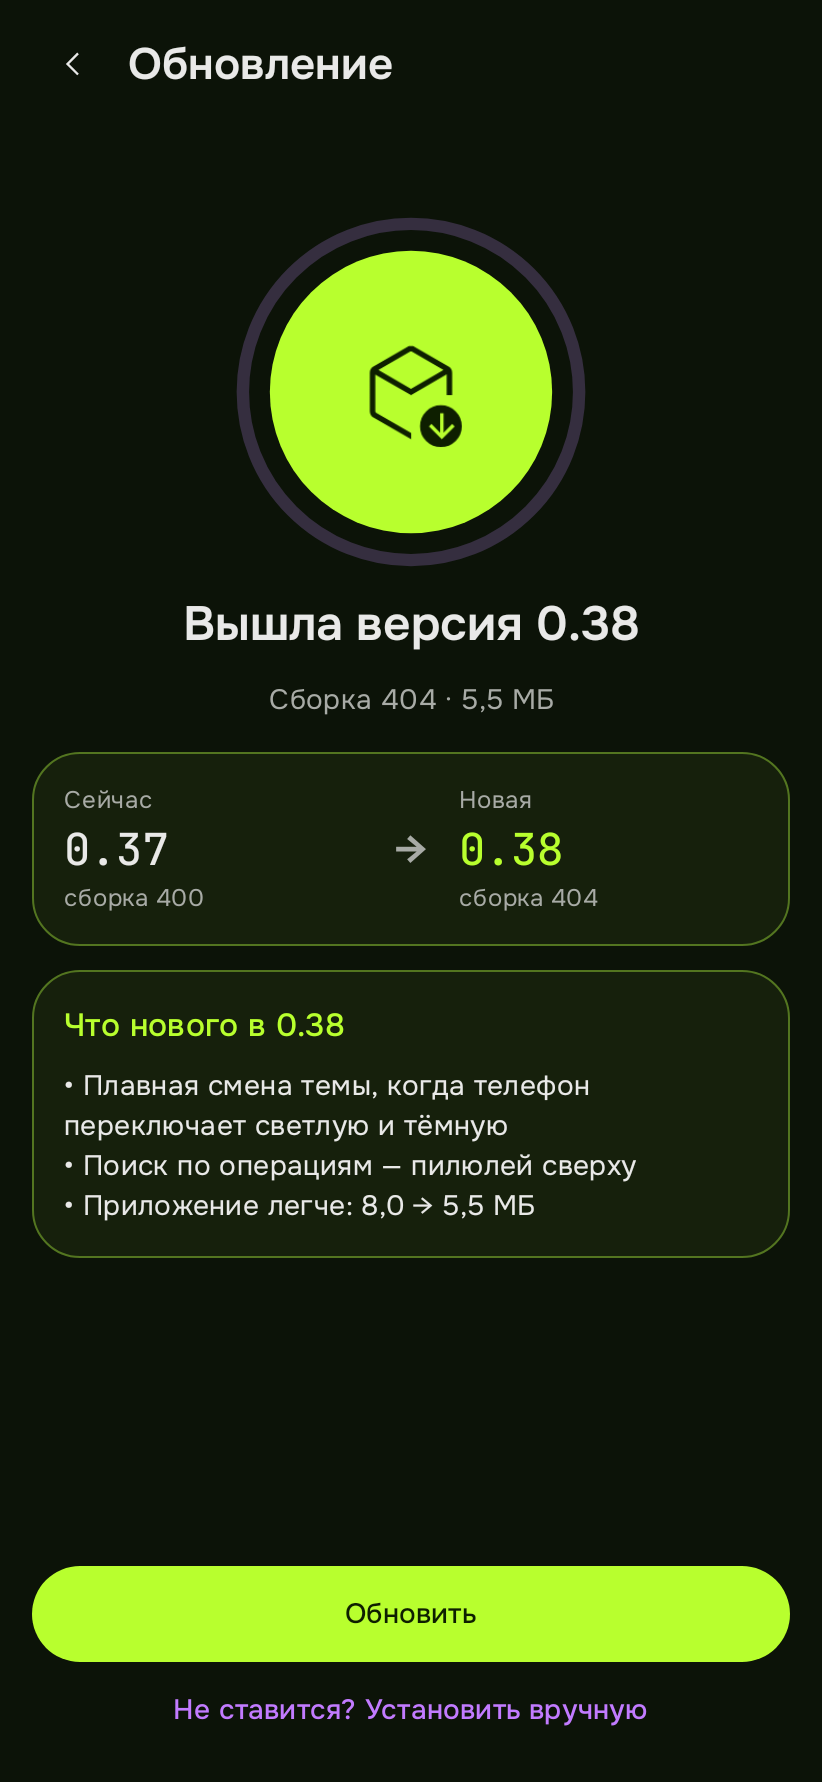 Обновление
Вышла версия 0.38
Сборка 404 · 5,5 МБ
Сейчас
0.37
сборка 400
→
Новая
0.38
сборка 404
Что нового в 0.38
• Плавная смена темы, когда телефон
переключает светлую и тёмную
• Поиск по операциям — пилюлей сверху
• Приложение легче: 8,0 → 5,5 МБ
Обновить
Не ставится? Установить вручную